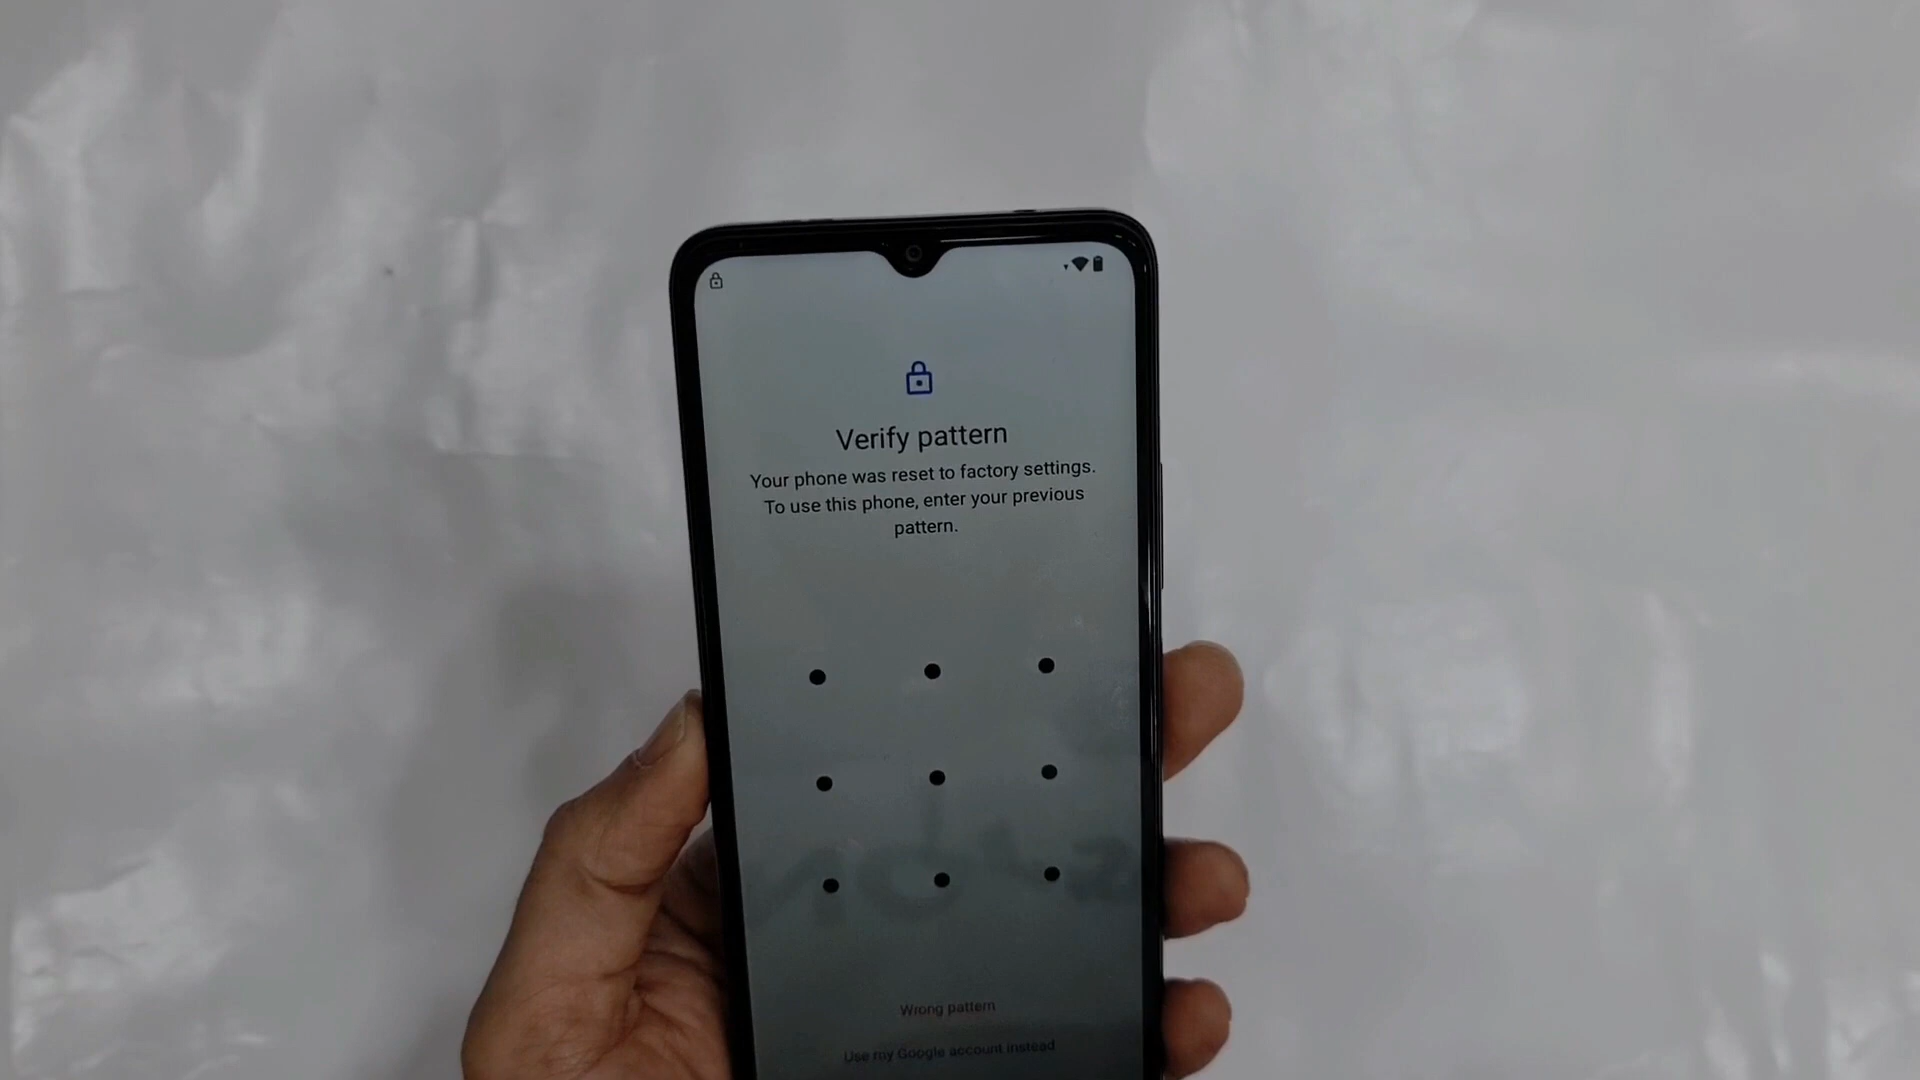 Verify pattern
Your phone was reset to factory settings.
To use this phone, enter your previous
pattern.
Wrong pattern
Use my Google account instead